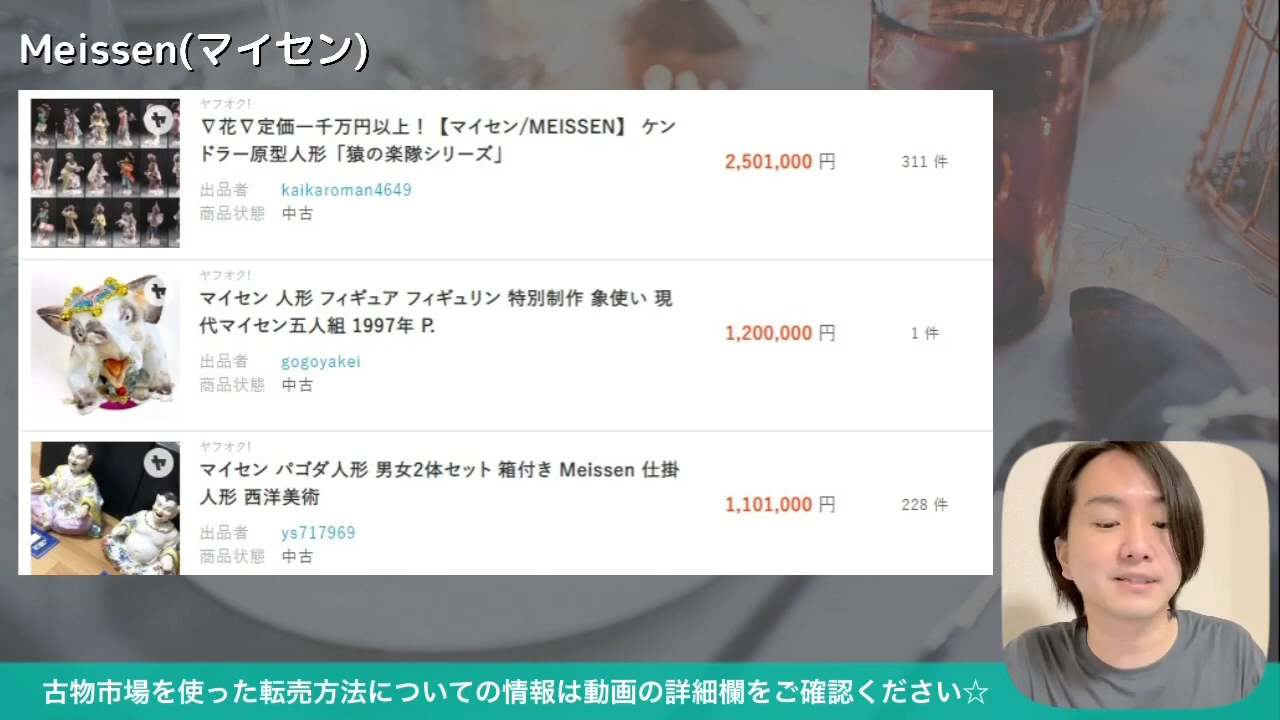 Meissen(マイセン)
ヤフオク!
▽花▽定価一千万円以上！【マイセン/MEISSEN】 ケン
ドラー原型人形「猿の楽隊シリーズ」
2,501,000 円
311 件
出品者 kaikaroman4649
商品状態 中古
ヤフオク!
マイセン 人形 フィギュア フィギュリン 特別制作 象使い 現
代マイセン五人組 1997年 P.
1,200,000 円
1 件
出品者 gogoyakei
商品状態 中古
ヤフオク!
マイセン パゴダ人形 男女2体セット 箱付き Meissen 仕掛
人形 西洋美術
1,101,000 円
228 件
出品者 ys717969
商品状態 中古
ヤ
ヤ
ヤ
古物市場を使った転売方法についての情報は動画の詳細欄をご確認ください☆